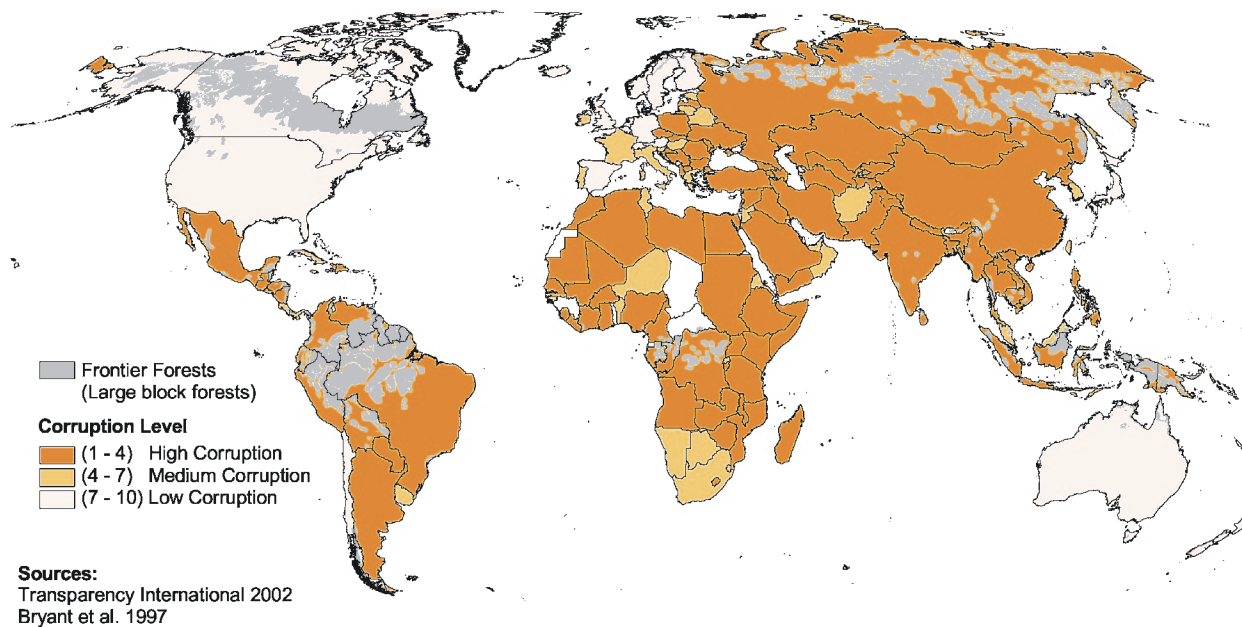 Frontier Forests
(Large block forests)
Corruption Level
(1 - 4) High Corruption
(4 - 7) Medium Corruption
(7 - 10) Low Corruption
Sources:
Transparency International 2002
Bryant et al. 1997